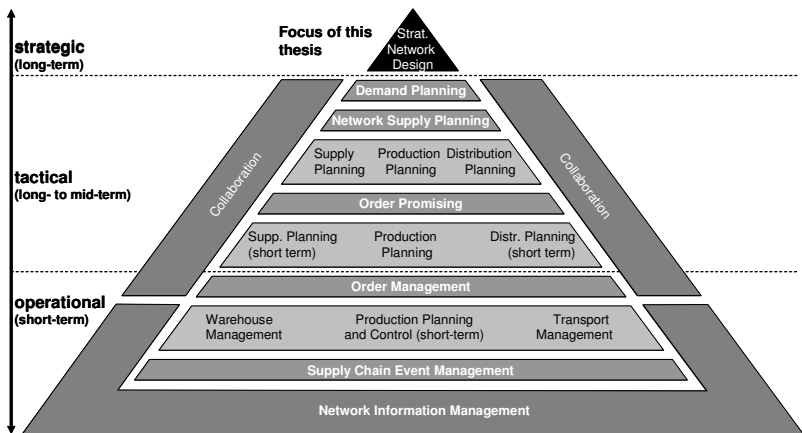 strategic
(long-term)
Focus of this
thesis
Strat.
Network
Design
Demand Planning
Network Supply Planning
Supply
Planning
Production
Planning
Distribution
Planning
Collaboration
Collaboration
tactical
(long- to mid-term)
Order Promising
Supp. Planning
(short term)
Production
Planning
Distr. Planning
(short term)
Order Management
operational
(short-term)
Warehouse
Management
Production Planning
and Control (short-term)
Transport
Management
Supply Chain Event Management
Network Information Management